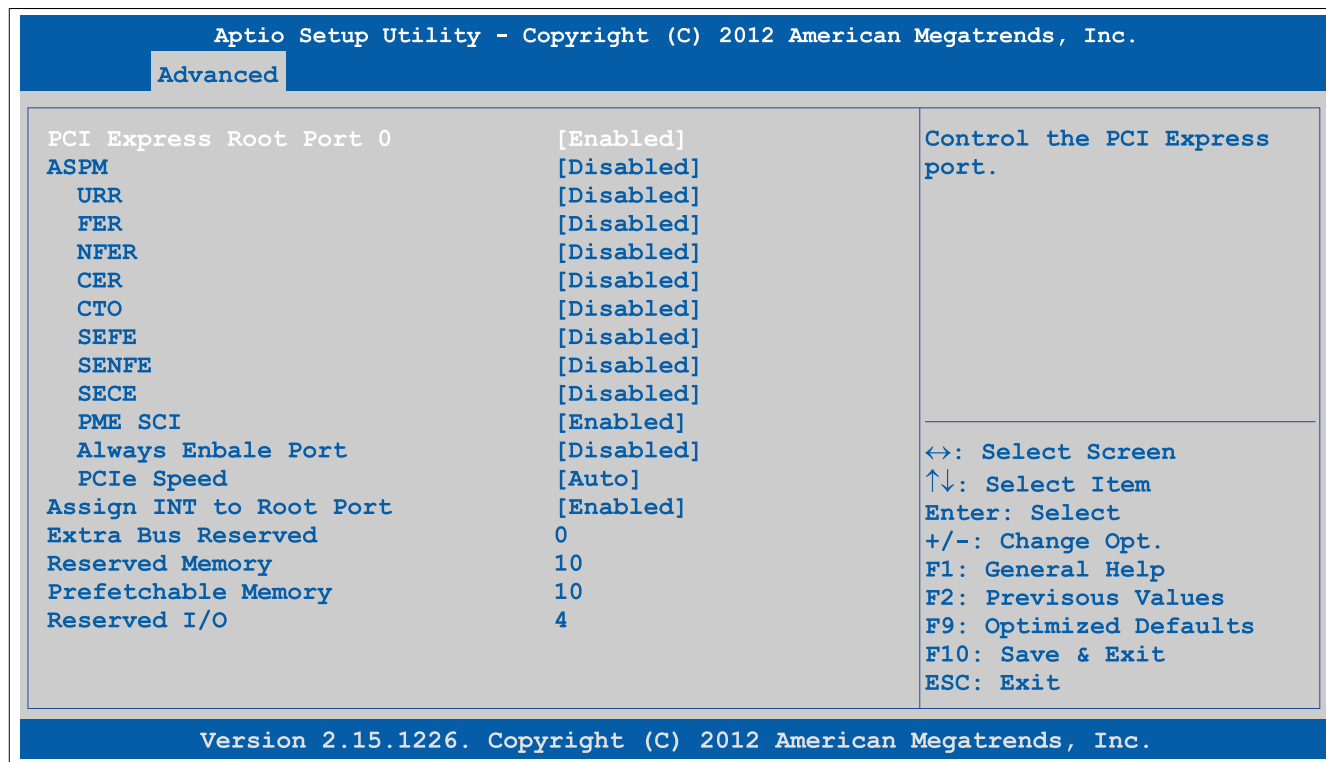 Aptio Setup Utility - Copyright (C) 2012 American Megatrends, Inc.
Advanced
PCI Express Root Port 0 [Enabled]
ASPM [Disabled]
URR [Disabled]
FER [Disabled]
NFER [Disabled]
CER [Disabled]
CTO [Disabled]
SEFE [Disabled]
SENFE [Disabled]
SECE [Disabled]
PME SCI [Enabled]
Always Enbale Port [Disabled]
PCIe Speed [Auto]
Assign INT to Root Port [Enabled]
Extra Bus Reserved 0
Reserved Memory 10
Prefetchable Memory 10
Reserved I/O 4
Control the PCI Express
port.
↔: Select Screen
↑↓: Select Item
Enter: Select
+/-: Change Opt.
F1: General Help
F2: Previsous Values
F9: Optimized Defaults
F10: Save & Exit
ESC: Exit
Version 2.15.1226. Copyright (C) 2012 American Megatrends, Inc.